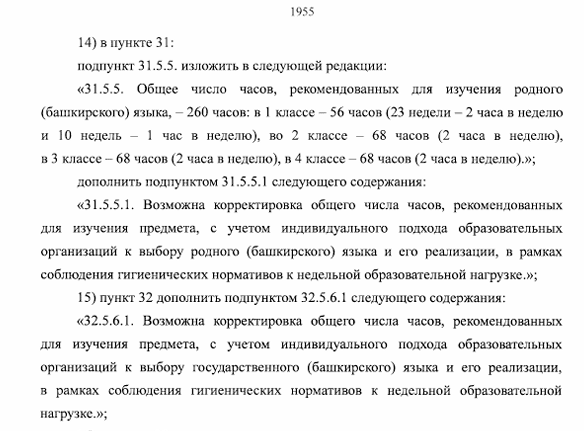 1955
14) в пункте 31:
подпункт 31.5.5. изложить в следующей редакции:
«31.5.5. Общее число часов, рекомендованных для изучения родного
(башкирского) языка, – 260 часов: в 1 классе – 56 часов (23 недели – 2 часа в неделю
и 10 недель – 1 час в неделю), во 2 классе – 68 часов (2 часа в неделю),
в 3 классе – 68 часов (2 часа в неделю), в 4 классе – 68 часов (2 часа в неделю).»;
дополнить подпунктом 31.5.5.1 следующего содержания:
«31.5.5.1. Возможна корректировка общего числа часов, рекомендованных
для изучения предмета, с учетом индивидуального подхода образовательных
организаций к выбору родного (башкирского) языка и его реализации, в рамках
соблюдения гигиенических нормативов к недельной образовательной нагрузке.»;
15) пункт 32 дополнить подпунктом 32.5.6.1 следующего содержания:
«32.5.6.1. Возможна корректировка общего числа часов, рекомендованных
для изучения предмета, с учетом индивидуального подхода образовательных
организаций к выбору государственного (башкирского) языка и его реализации,
в рамках соблюдения гигиенических нормативов к недельной образовательной
нагрузке.»;